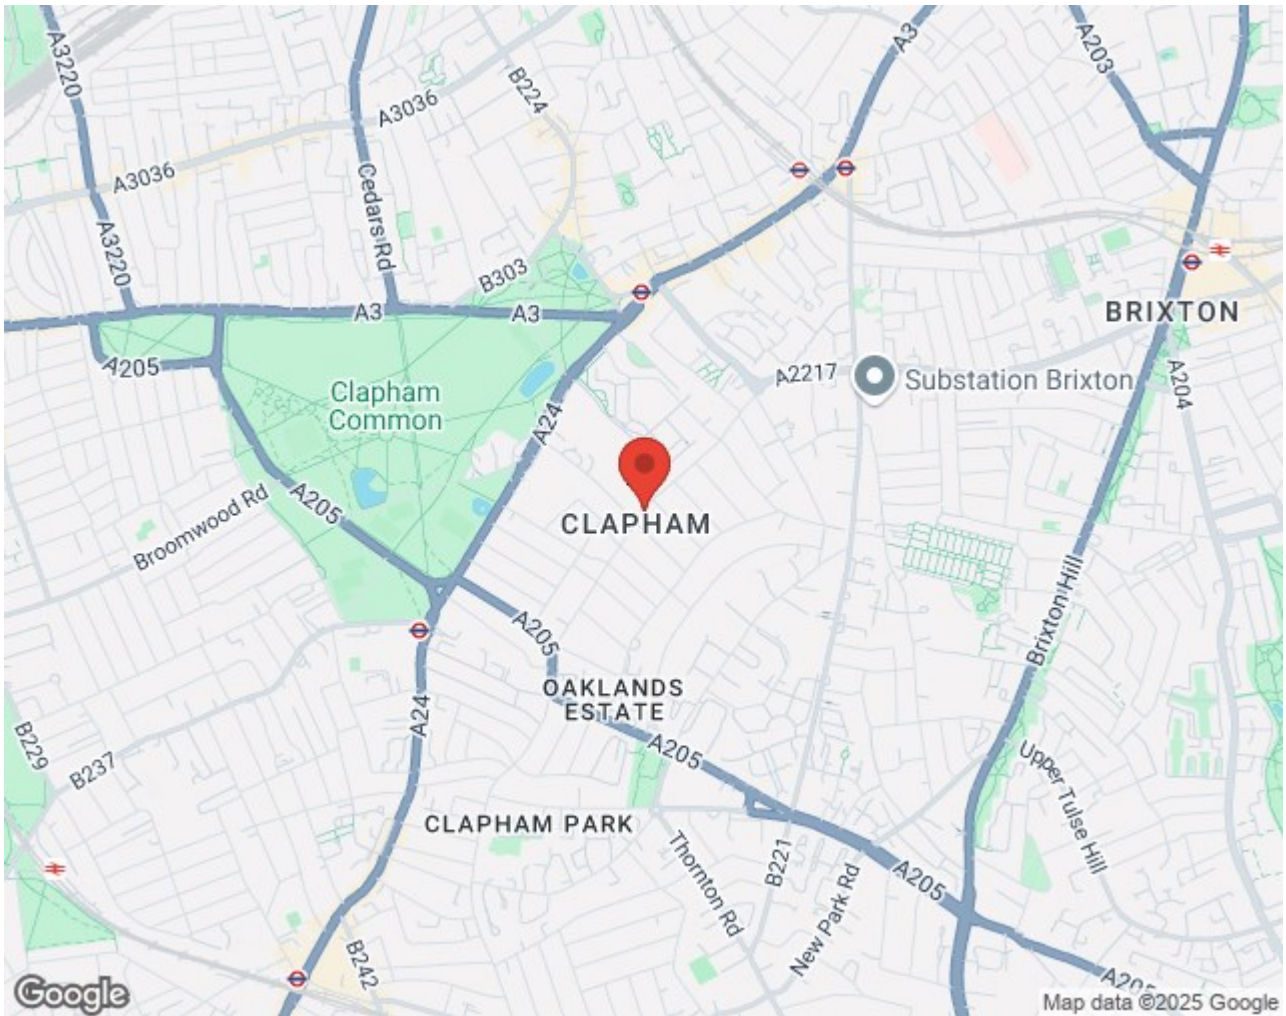 A3220
A3036
B224
A3
A203
A3036
Cedars Rd
A3220
B303
A3
A3
BRIXTON
A205
A2217
Substation Brixton
A204
Clapham
Common
A24
CLAPHAM
Broomwood Rd
A205
Brixton Hill
A205
OAKLANDS
ESTATE
A24
A205
B229
B237
Upper Tulse Hill
CLAPHAM PARK
Thornton Rd
B221
New Park Rd
A205
B242
A205
Google
Map data ©2025 Google